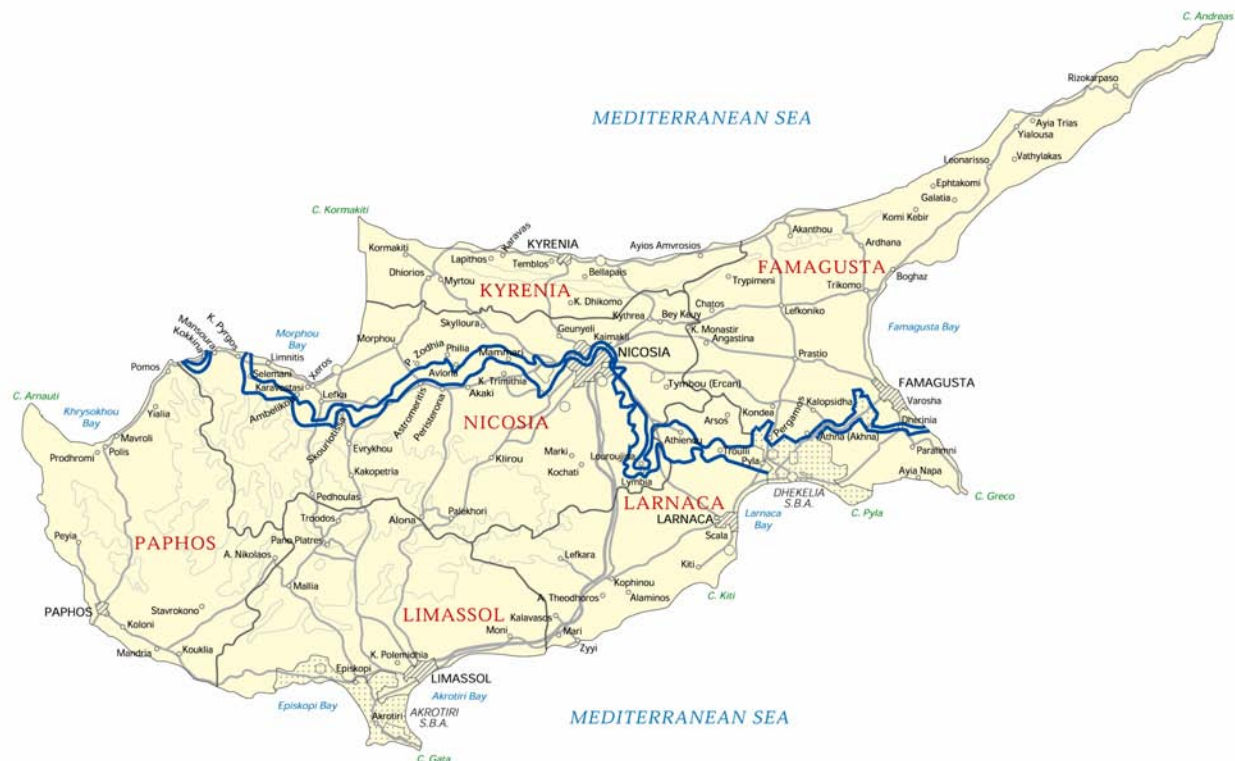 C. Andreas
Rizokarpaso
MEDITERRANEAN SEA
Ayia Trias
Yialousa
Vathylakas
Leonarisso
Ephtakomi
Galatia
C. Kormakiti
Komi Kebir
Karavas
KYRENIA
Ayios Amvrosios
Akanthou
Ardhana
Kormakiti
Lapithos
Temblos
Bellapais
FAMAGUSTA
Boghaz
Dhiorios
Myrtou
KYRENIA
Trypimeni
Trikomo
K. Dhikomo
Kythrea
Bey Keuy
Chatos
Lefkoniko
Mansoura
Kokkina
K. Pyrgos
Morphou
Bay
Skylloura
Geunyeli
Kaimakli
K. Monastir
Angastina
Famagusta Bay
Pomos
Limnitis
Morphou
P. Zodhia
Philia
Mammari
NICOSIA
Prastio
Selemani
Xeros
Karavostasi
Lefka
Avlona
K. Trimithia
Tymbou (Ercan)
FAMAGUSTA
C. Arnauti
Ambelikou
Astromeritis
Akaki
Kondea
Kalopsidha
Varosha
Khrysokhou
Bay
Yialia
Skouriotissa
Peristerona
NICOSIA
Arsos
Pergamos
Dherinia
Mavroli
Polis
Prodhromi
Evrykhou
Athienou
Athna (Akhna)
Paralimni
Klirou
Marki
Kochati
Louroujina
Troulli
Pyla
Ayia Napa
Kakopetria
Lymbia
DHEKELIA
S.B.A.
C. Greco
Pedhoulas
LARNACA
LARNACA
Larnaca
Bay
C. Pyla
Troodos
Alona
Palekhori
Peyia
PAPHOS
A. Nikolaos
Pano Platres
Lefkara
Scala
Kiti
Mallia
Kophinou
C. Kiti
PAPHOS
Stavrokono
A. Theodhoros
Alaminos
Koloni
LIMASSOL
Kalavasos
Moni
Mari
Mandria
Kouklia
Zyyi
K. Polemidhia
Episkopi
LIMASSOL
Episkopi Bay
Akrotiri Bay
Akrotiri
AKROTIRI
S.B.A.
MEDITERRANEAN SEA
C. Gata